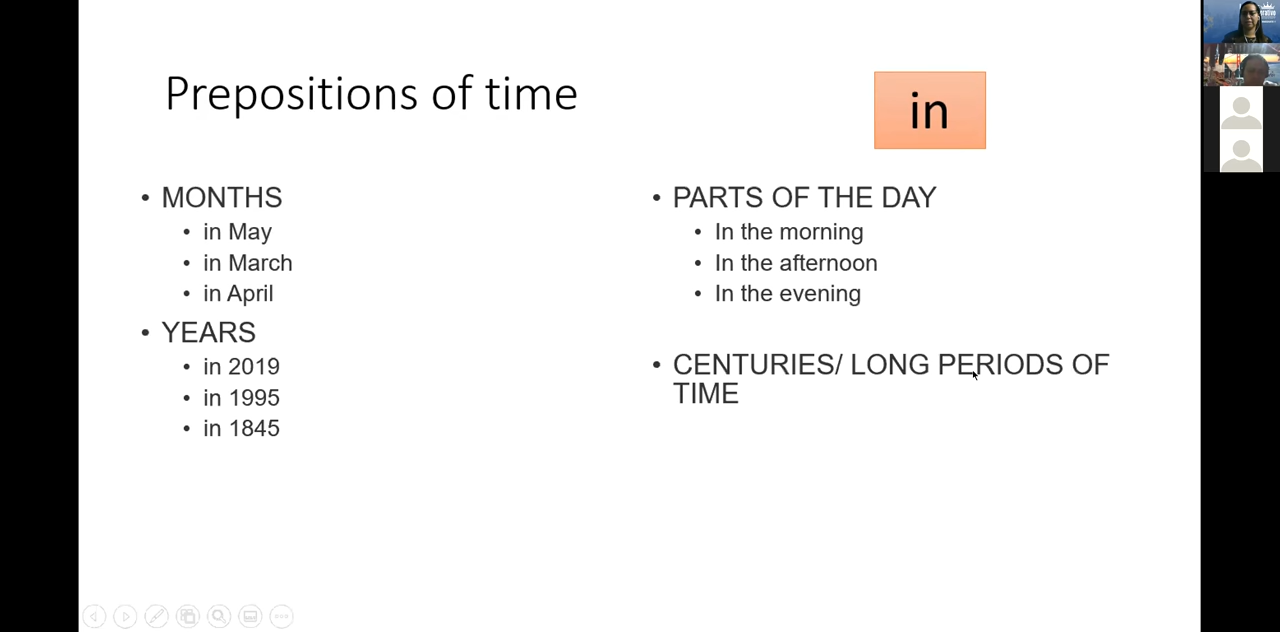 Prepositions of time
in
• MONTHS
• in May
• in March
• in April
• YEARS
• in 2019
• in 1995
• in 1845
• PARTS OF THE DAY
• In the morning
• In the afternoon
• In the evening
• CENTURIES/ LONG PERIODS OF
TIME